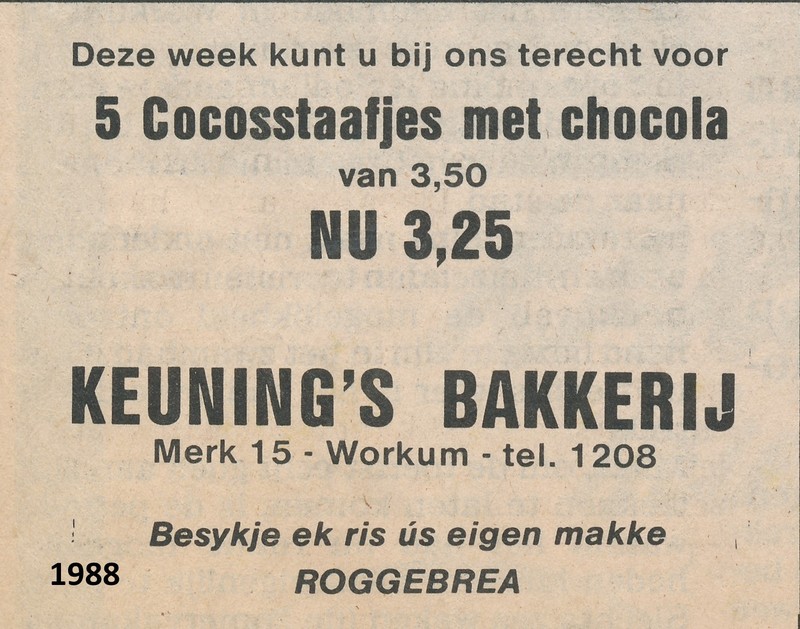 Deze week kunt u bij ons terecht voor
5 Cocosstaafjes met chocola
van 3,50
NU 3,25
KEUNING'S BAKKERIJ
Merk 15 - Workum - tel. 1208
Besykje ek ris ús eigen makke
ROGGEBREA
1988